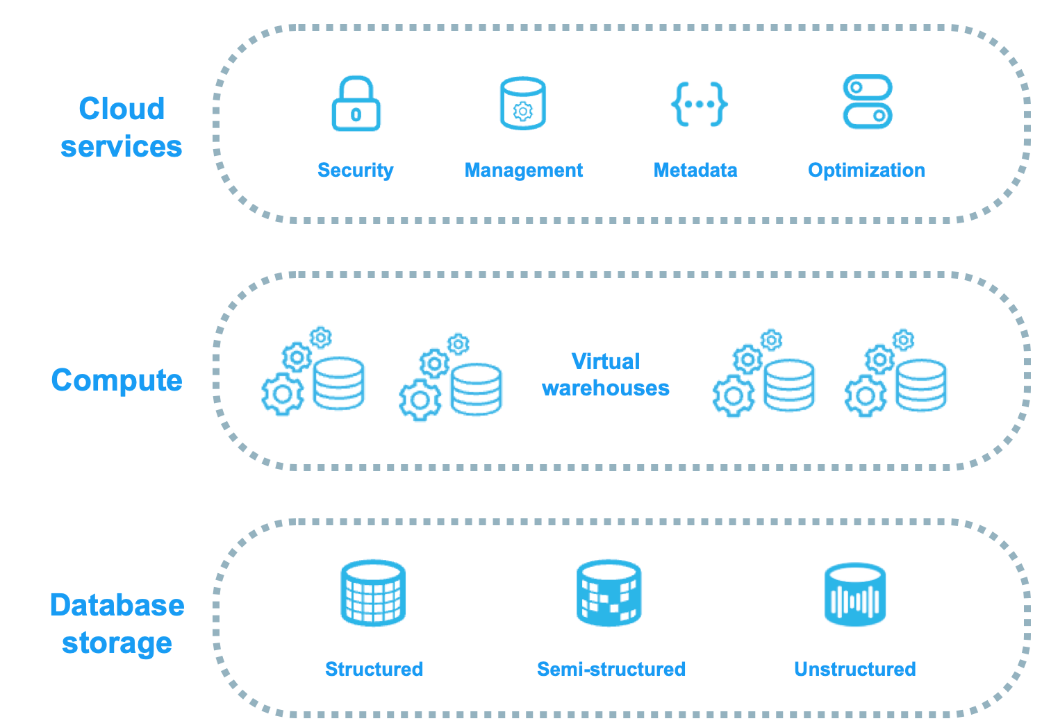 Cloud
services
Security
Management
Metadata
Optimization
Compute
Virtual
warehouses
Database
storage
Structured
Semi-structured
Unstructured